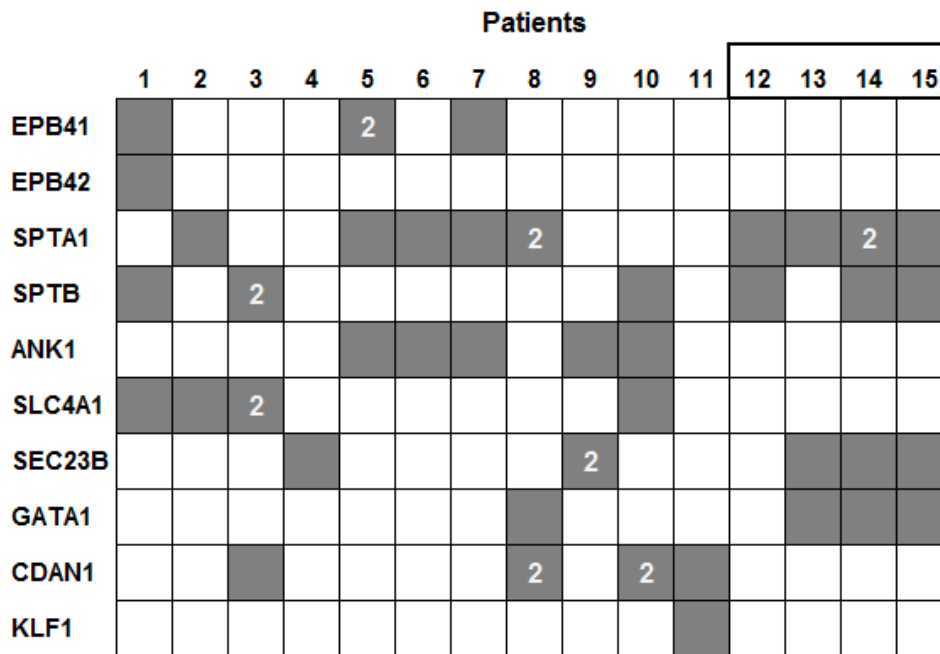 Patients
1 2 3 4 5 6 7 8 9 10 11 12 13 14 15
EPB41 2
EPB42
SPTA1 2 2
SPTB 2
ANK1
SLC4A1 2
SEC23B 2
GATA1
CDAN1 2 2
KLF1